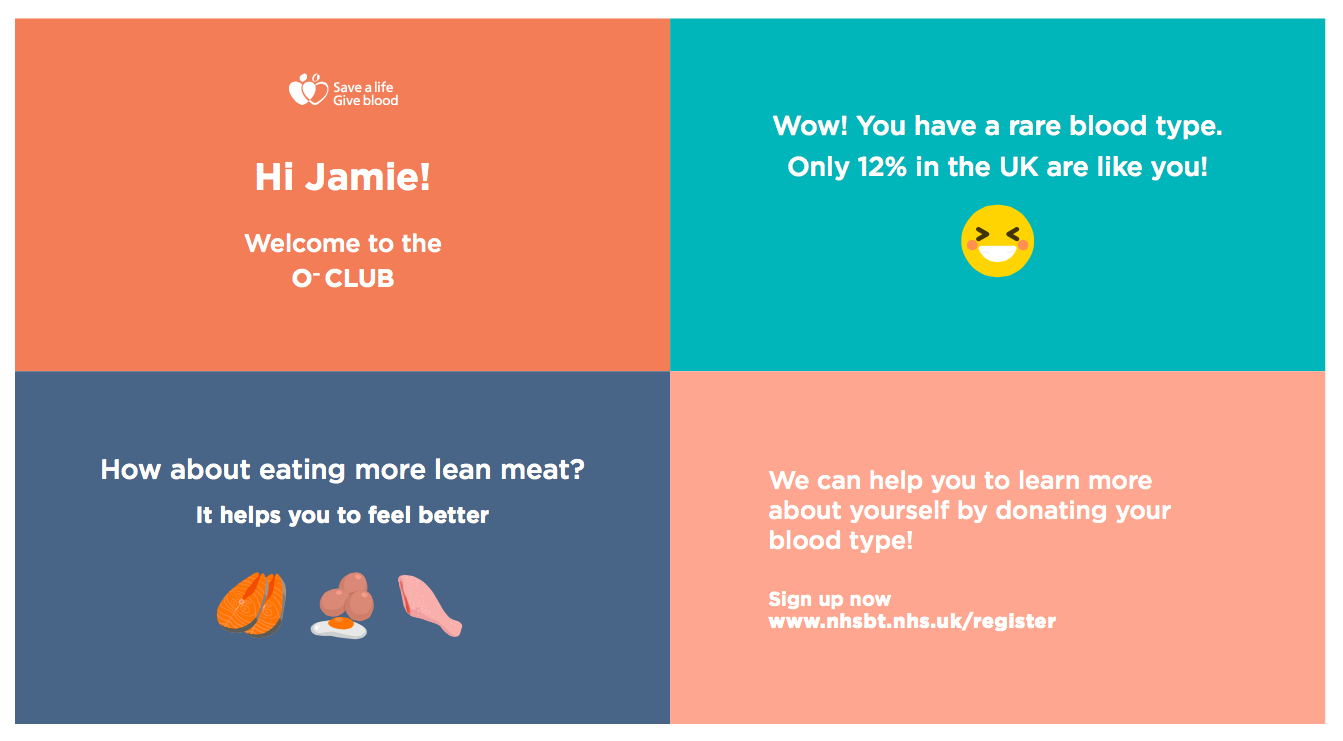 Save a life
Give blood
Hi Jamie!
Welcome to the
O- CLUB
Wow! You have a rare blood type.
Only 12% in the UK are like you!
How about eating more lean meat?
It helps you to feel better
We can help you to learn more
about yourself by donating your
blood type!
Sign up now
www.nhsbt.nhs.uk/register